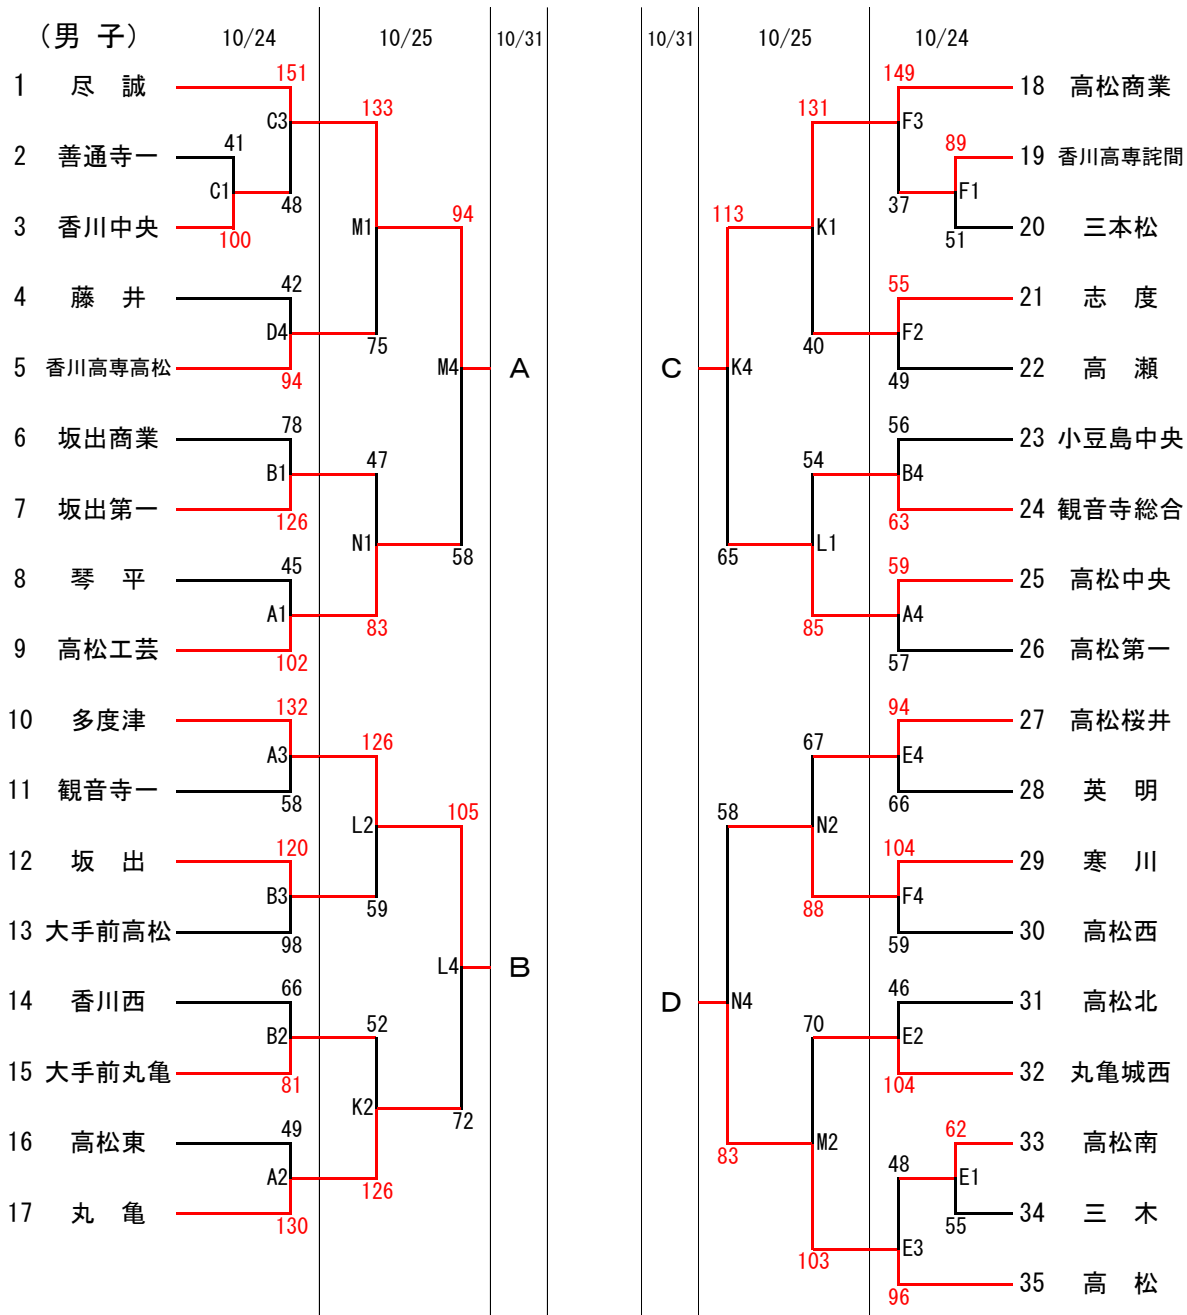 (男 子) 10/24 10/25 10/31 10/31 10/25 10/24
151 149
1 尽 誠 18 高松商業
133 131
C3 F3
41 89
2 善通寺一 19 香川高専詫間
C1 F1
48 37
94 113
3 香川中央 M1 K1 20 三本松
100 51
42 55
4 藤 井 21 志 度
D4 F2
75 40
5 香川高専高松 M4 A C K4 22 高 瀬
94 49
78 56
6 坂出商業 23 小豆島中央
47 54
B1 B4
7 坂出第一 24 観音寺総合
126 63
N1 L1
58 65
45 59
8 琴 平 25 高松中央
A1 A4
83 85
9 高松工芸 26 高松第一
102 57
132 94
10 多度津 27 高松桜井
126 67
A3 E4
11 観音寺一 28 英 明
58 66
105 58
L2 N2
120 104
12 坂 出 29 寒 川
B3 F4
59 88
13 大手前高松 30 高松西
98 59
L4 B
66 46
14 香川西 D N4 31 高松北
52 70
B2 E2
15 大手前丸亀 32 丸亀城西
81 104
K2
72
49 62
16 高松東 M2 33 高松南
83
48
A2 E1
126
17 丸 亀 34 三 木
130 55
E3
103
35 高 松
96